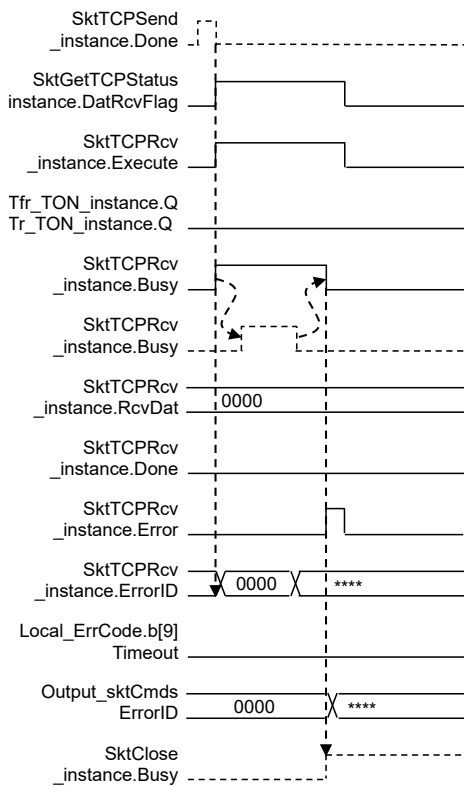 SktTCPSend
_instance.Done
SktGetTCPStatus
instance.DatRcvFlag
SktTCPRcv
_instance.Execute
Tfr_TON_instance.Q
Tr_TON_instance.Q
SktTCPRcv
_instance.Busy
SktTCPRcv
_instance.Busy
SktTCPRcv
_instance.RcvDat
0000
SktTCPRcv
_instance.Done
SktTCPRcv
_instance.Error
SktTCPRcv
_instance.ErrorID
0000
****
Local_ErrCode.b[9]
Timeout
Output_sktCmds
ErrorID
0000
****
SktClose
_instance.Busy